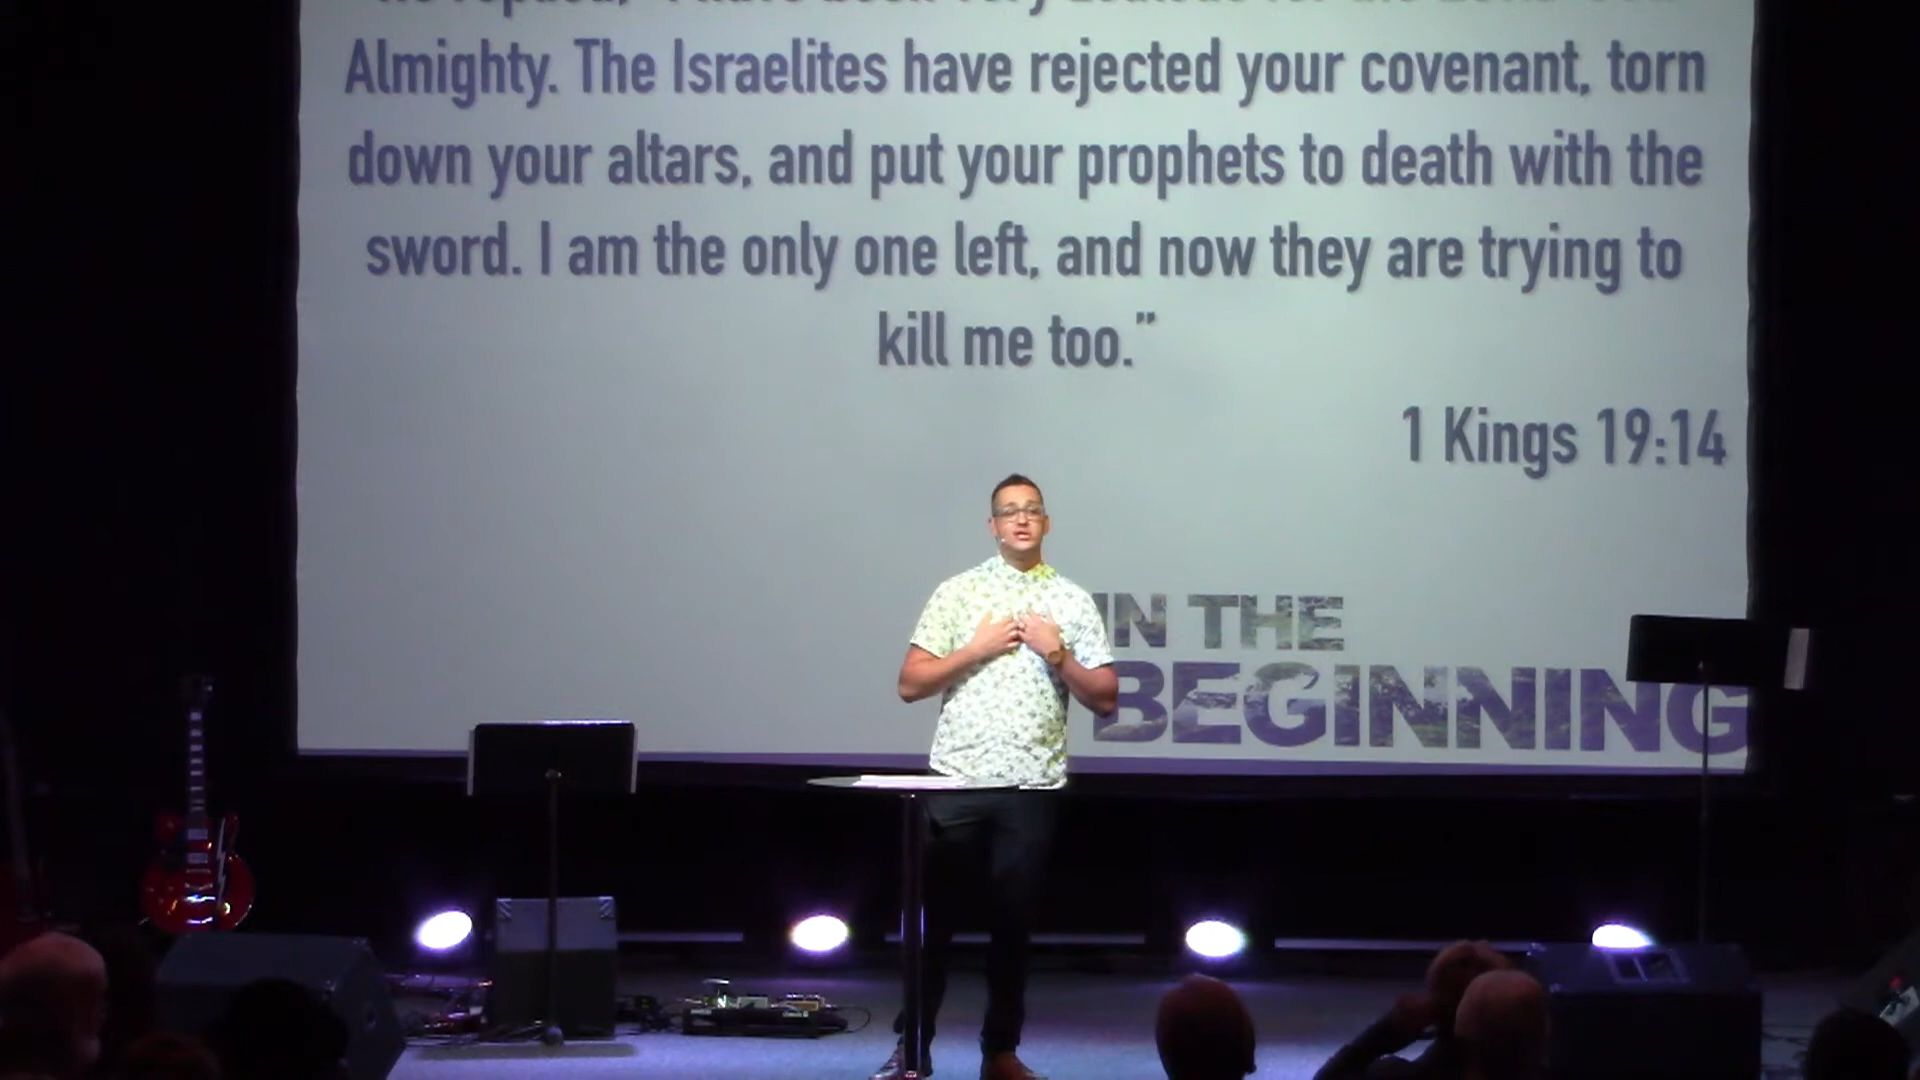 Almighty. The Israelites have rejected your covenant, torn
down your altars, and put your prophets to death with the
sword. I am the only one left, and now they are trying to
kill me too.”
1 Kings 19:14
IN THE
BEGINNING